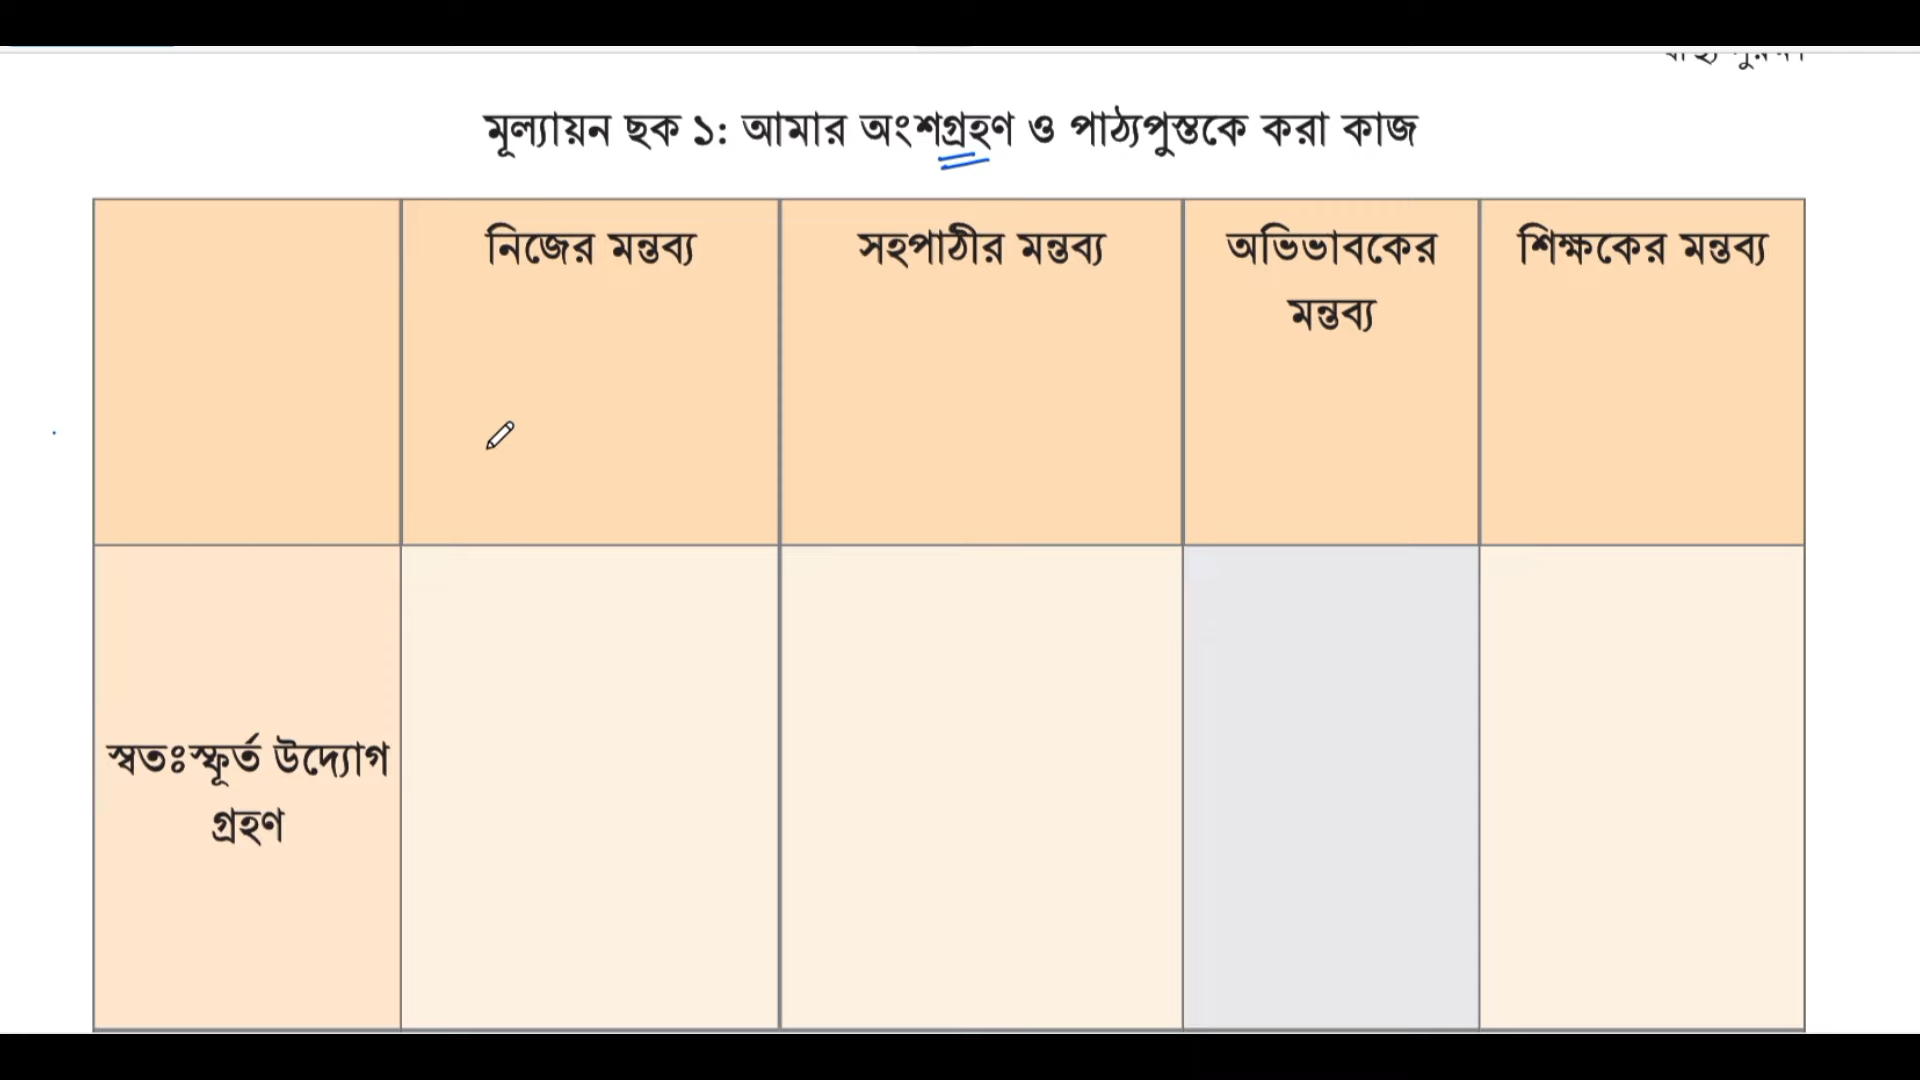 মূল্যায়ন ছক ১: আমার অংশগ্রহণ ও পাঠ্যপুস্তকে করা কাজ
নিজের মন্তব্য
সহপাঠীর মন্তব্য
অভিভাবকের
মন্তব্য
শিক্ষকের মন্তব্য
স্বতঃস্ফূর্ত উদ্যোগ
গ্রহণ